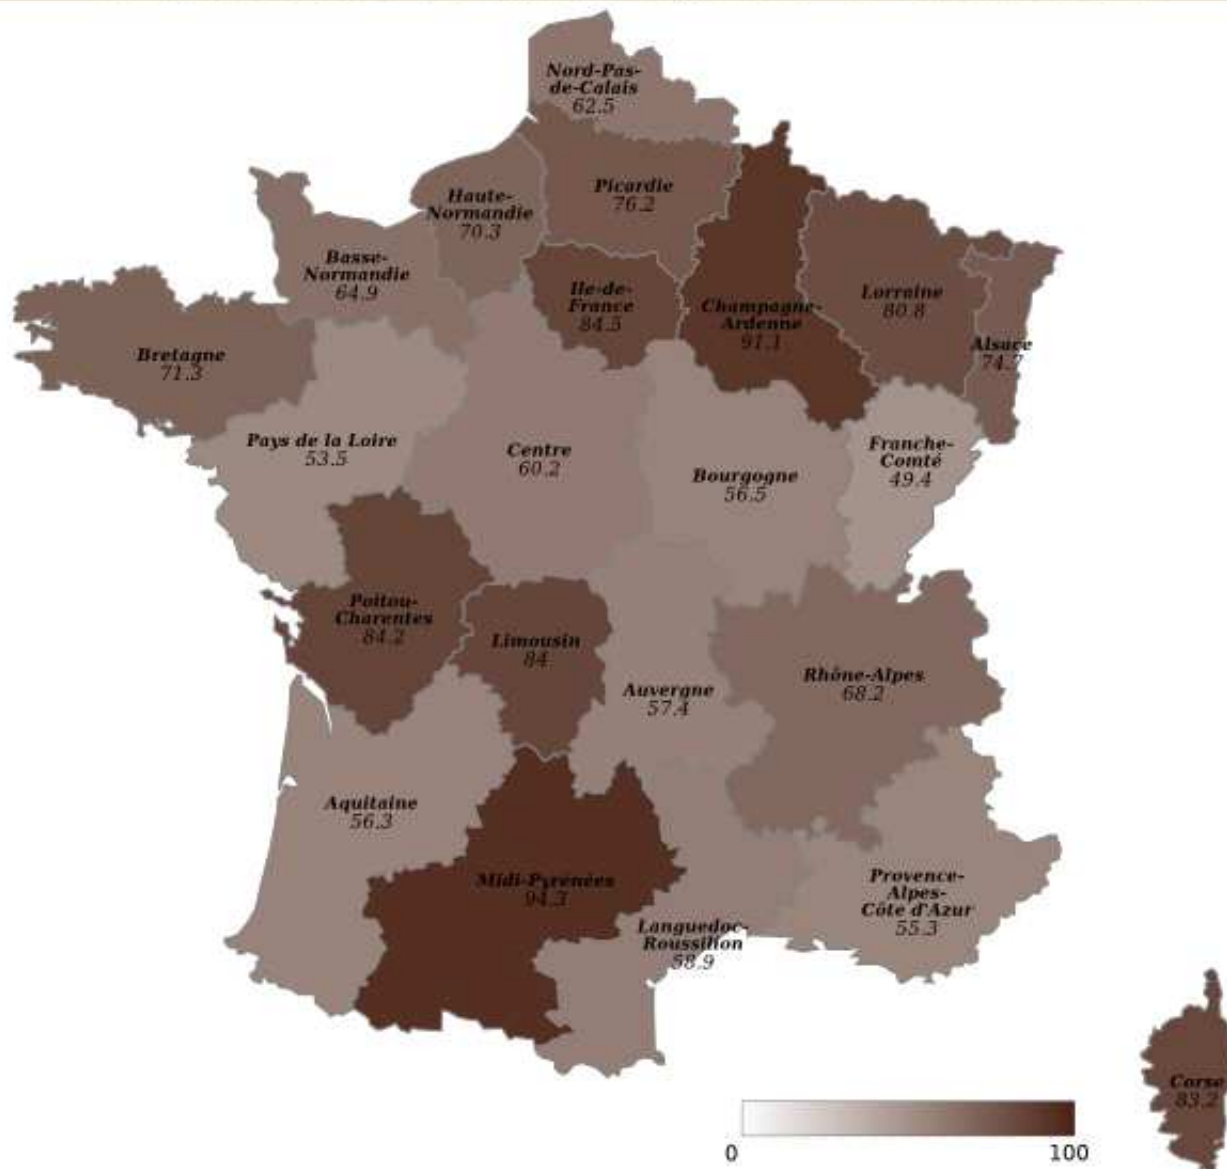 Nord-Pas-
de-Calais
62.5
Picardie
76.2
Haute-
Normandie
70.3
Basse-
Normandie
64.9
Ile-de-
France
84.5
Champagne-
Ardenne
91.1
Lorraine
80.8
Alsace
74.7
Bretagne
71.3
Pays de la Loire
53.5
Centre
60.2
Bourgogne
56.5
Franche-
Comté
49.4
Poitou-
Charentes
84.2
Limousin
84
Auvergne
57.4
Rhône-Alpes
68.2
Aquitaine
56.3
Midi-Pyrenées
94.3
Languedoc-
Roussillon
58.9
Provence-
Alpes-
Côte d'Azur
55.3
Corse
83.2
0
100